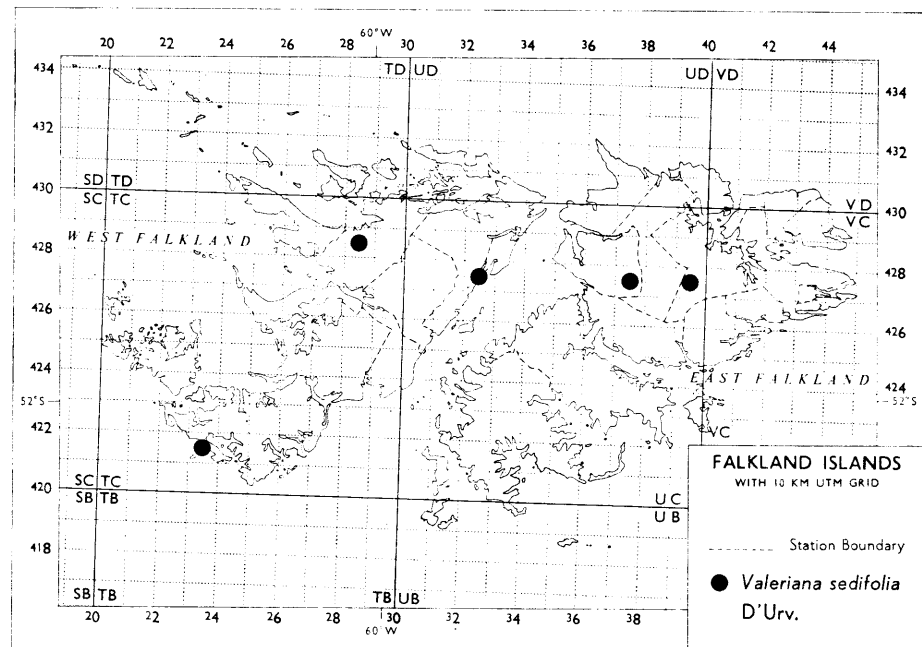 60°W
20 22 24 26 28 30 32 34 36 38 40 42 44
TD UD UD VD
434 434
432 432
SD TD
430 VD 430
SC TC VC
WEST FALKLAND
428 428
426 426
424 EAST FALKLAND 424
52°S 52°S
422 VC
SC TC
420 UC
SB TB UB
418
SB TB TB UB
20 22 24 26 28 32 34 36 38
60°W
FALKLAND ISLANDS
WITH 10 KM UTM GRID
Station Boundary
Valeriana sedifolia
D'Urv.